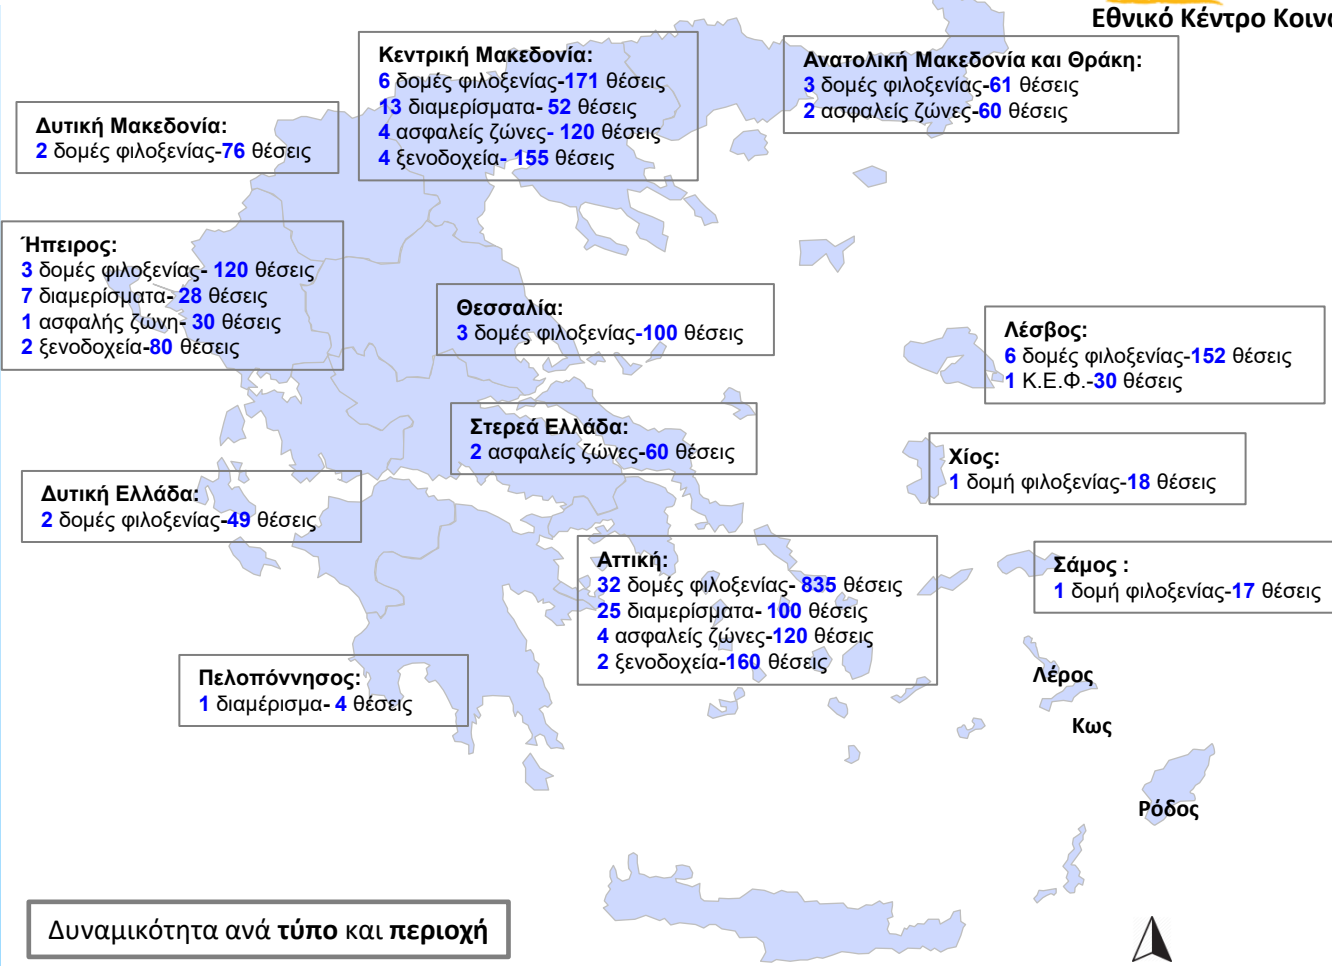 Εθνικό Κέντρο Κοινω
Κεντρική Μακεδονία:
6 δομές φιλοξενίας-171 θέσεις
13 διαμερίσματα- 52 θέσεις
4 ασφαλείς ζώνες- 120 θέσεις
4 ξενοδοχεία- 155 θέσεις
Ανατολική Μακεδονία και Θράκη:
3 δομές φιλοξενίας-61 θέσεις
2 ασφαλείς ζώνες-60 θέσεις
Δυτική Μακεδονία:
2 δομές φιλοξενίας-76 θέσεις
Ήπειρος:
3 δομές φιλοξενίας- 120 θέσεις
7 διαμερίσματα- 28 θέσεις
1 ασφαλής ζώνη- 30 θέσεις
2 ξενοδοχεία-80 θέσεις
Θεσσαλία:
3 δομές φιλοξενίας-100 θέσεις
Λέσβος:
6 δομές φιλοξενίας-152 θέσεις
1 Κ.Ε.Φ.-30 θέσεις
Στερεά Ελλάδα:
2 ασφαλείς ζώνες-60 θέσεις
Χίος:
1 δομή φιλοξενίας-18 θέσεις
Δυτική Ελλάδα:
2 δομές φιλοξενίας-49 θέσεις
Αττική:
32 δομές φιλοξενίας- 835 θέσεις
25 διαμερίσματα- 100 θέσεις
4 ασφαλείς ζώνες-120 θέσεις
2 ξενοδοχεία-160 θέσεις
Σάμος :
1 δομή φιλοξενίας-17 θέσεις
Πελοπόννησος:
1 διαμέρισμα- 4 θέσεις
Λέρος
Κως
Ρόδος
Δυναμικότητα ανά τύπο και περιοχή